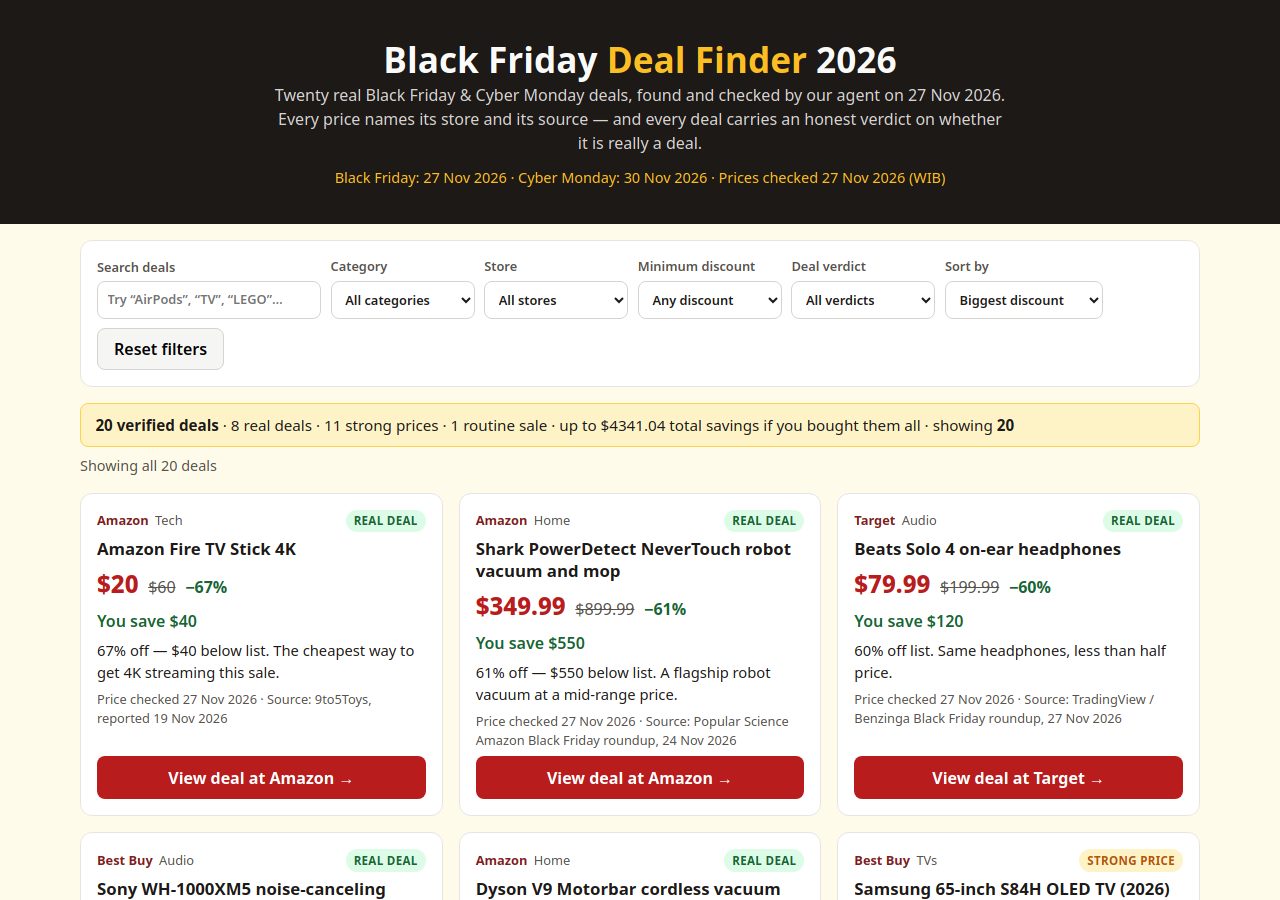 Black Friday Deal Finder 2026
Twenty real Black Friday & Cyber Monday deals, found and checked by our agent on 27 Nov 2026.
Every price names its store and its source — and every deal carries an honest verdict on whether
it is really a deal.
Black Friday: 27 Nov 2026 · Cyber Monday: 30 Nov 2026 · Prices checked 27 Nov 2026 (WIB)
Search deals
Category
Store
Minimum discount
Deal verdict
Sort by
Try “AirPods”, “TV”, “LEGO”…
All categories
All stores
Any discount
All verdicts
Biggest discount
Reset filters
20 verified deals · 8 real deals · 11 strong prices · 1 routine sale · up to $4341.04 total savings if you bought them all · showing 20
Showing all 20 deals
Amazon Tech REAL DEAL
Amazon Fire TV Stick 4K
$20 $60 −67%
You save $40
67% off — $40 below list. The cheapest way to
get 4K streaming this sale.
Price checked 27 Nov 2026 · Source: 9to5Toys,
reported 19 Nov 2026
View deal at Amazon →
Amazon Home REAL DEAL
Shark PowerDetect NeverTouch robot
vacuum and mop
$349.99 $899.99 −61%
You save $550
61% off — $550 below list. A flagship robot
vacuum at a mid-range price.
Price checked 27 Nov 2026 · Source: Popular Science
Amazon Black Friday roundup, 24 Nov 2026
View deal at Amazon →
Target Audio REAL DEAL
Beats Solo 4 on-ear headphones
$79.99 $199.99 −60%
You save $120
60% off list. Same headphones, less than half
price.
Price checked 27 Nov 2026 · Source: TradingView /
Benzinga Black Friday roundup, 27 Nov 2026
View deal at Target →
Best Buy Audio REAL DEAL
Sony WH-1000XM5 noise-canceling
Amazon Home REAL DEAL
Dyson V9 Motorbar cordless vacuum
Best Buy TVs STRONG PRICE
Samsung 65-inch S84H OLED TV (2026)